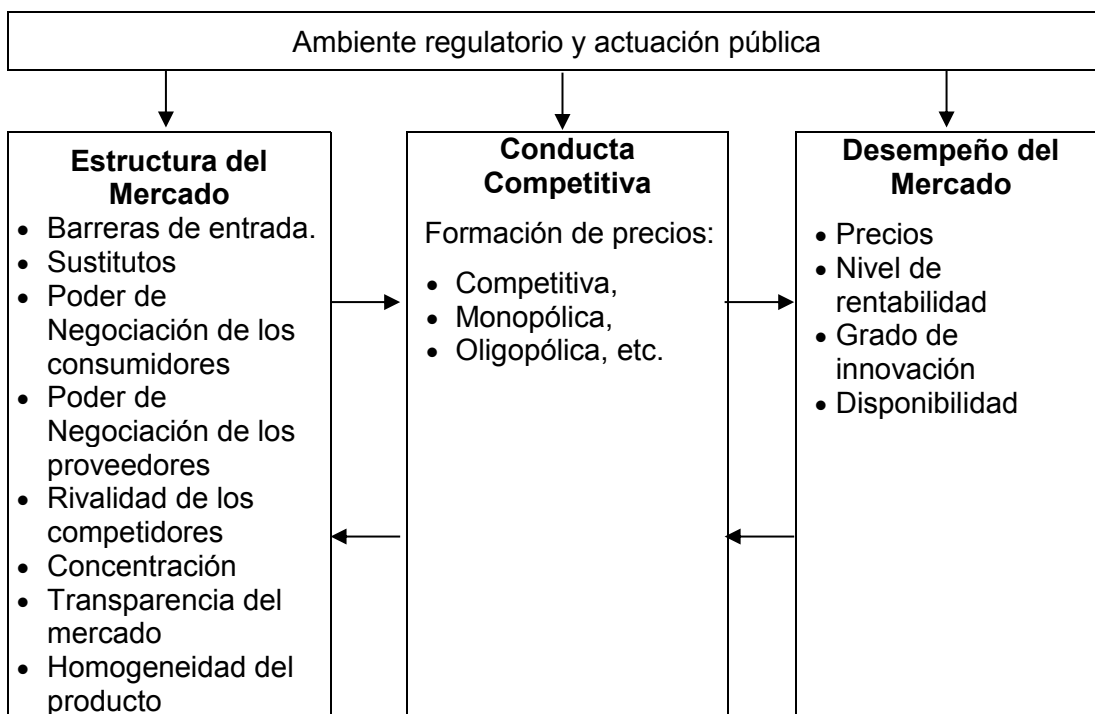 Ambiente regulatorio y actuación pública
Estructura del
Mercado
• Barreras de entrada.
• Sustitutos
• Poder de
Negociación de los
consumidores
• Poder de
Negociación de los
proveedores
• Rivalidad de los
competidores
• Concentración
• Transparencia del
mercado
• Homogeneidad del
producto
Conducta
Competitiva
Formación de precios:
• Competitiva,
• Monopólica,
• Oligopólica, etc.
Desempeño del
Mercado
• Precios
• Nivel de
rentabilidad
• Grado de
innovación
• Disponibilidad